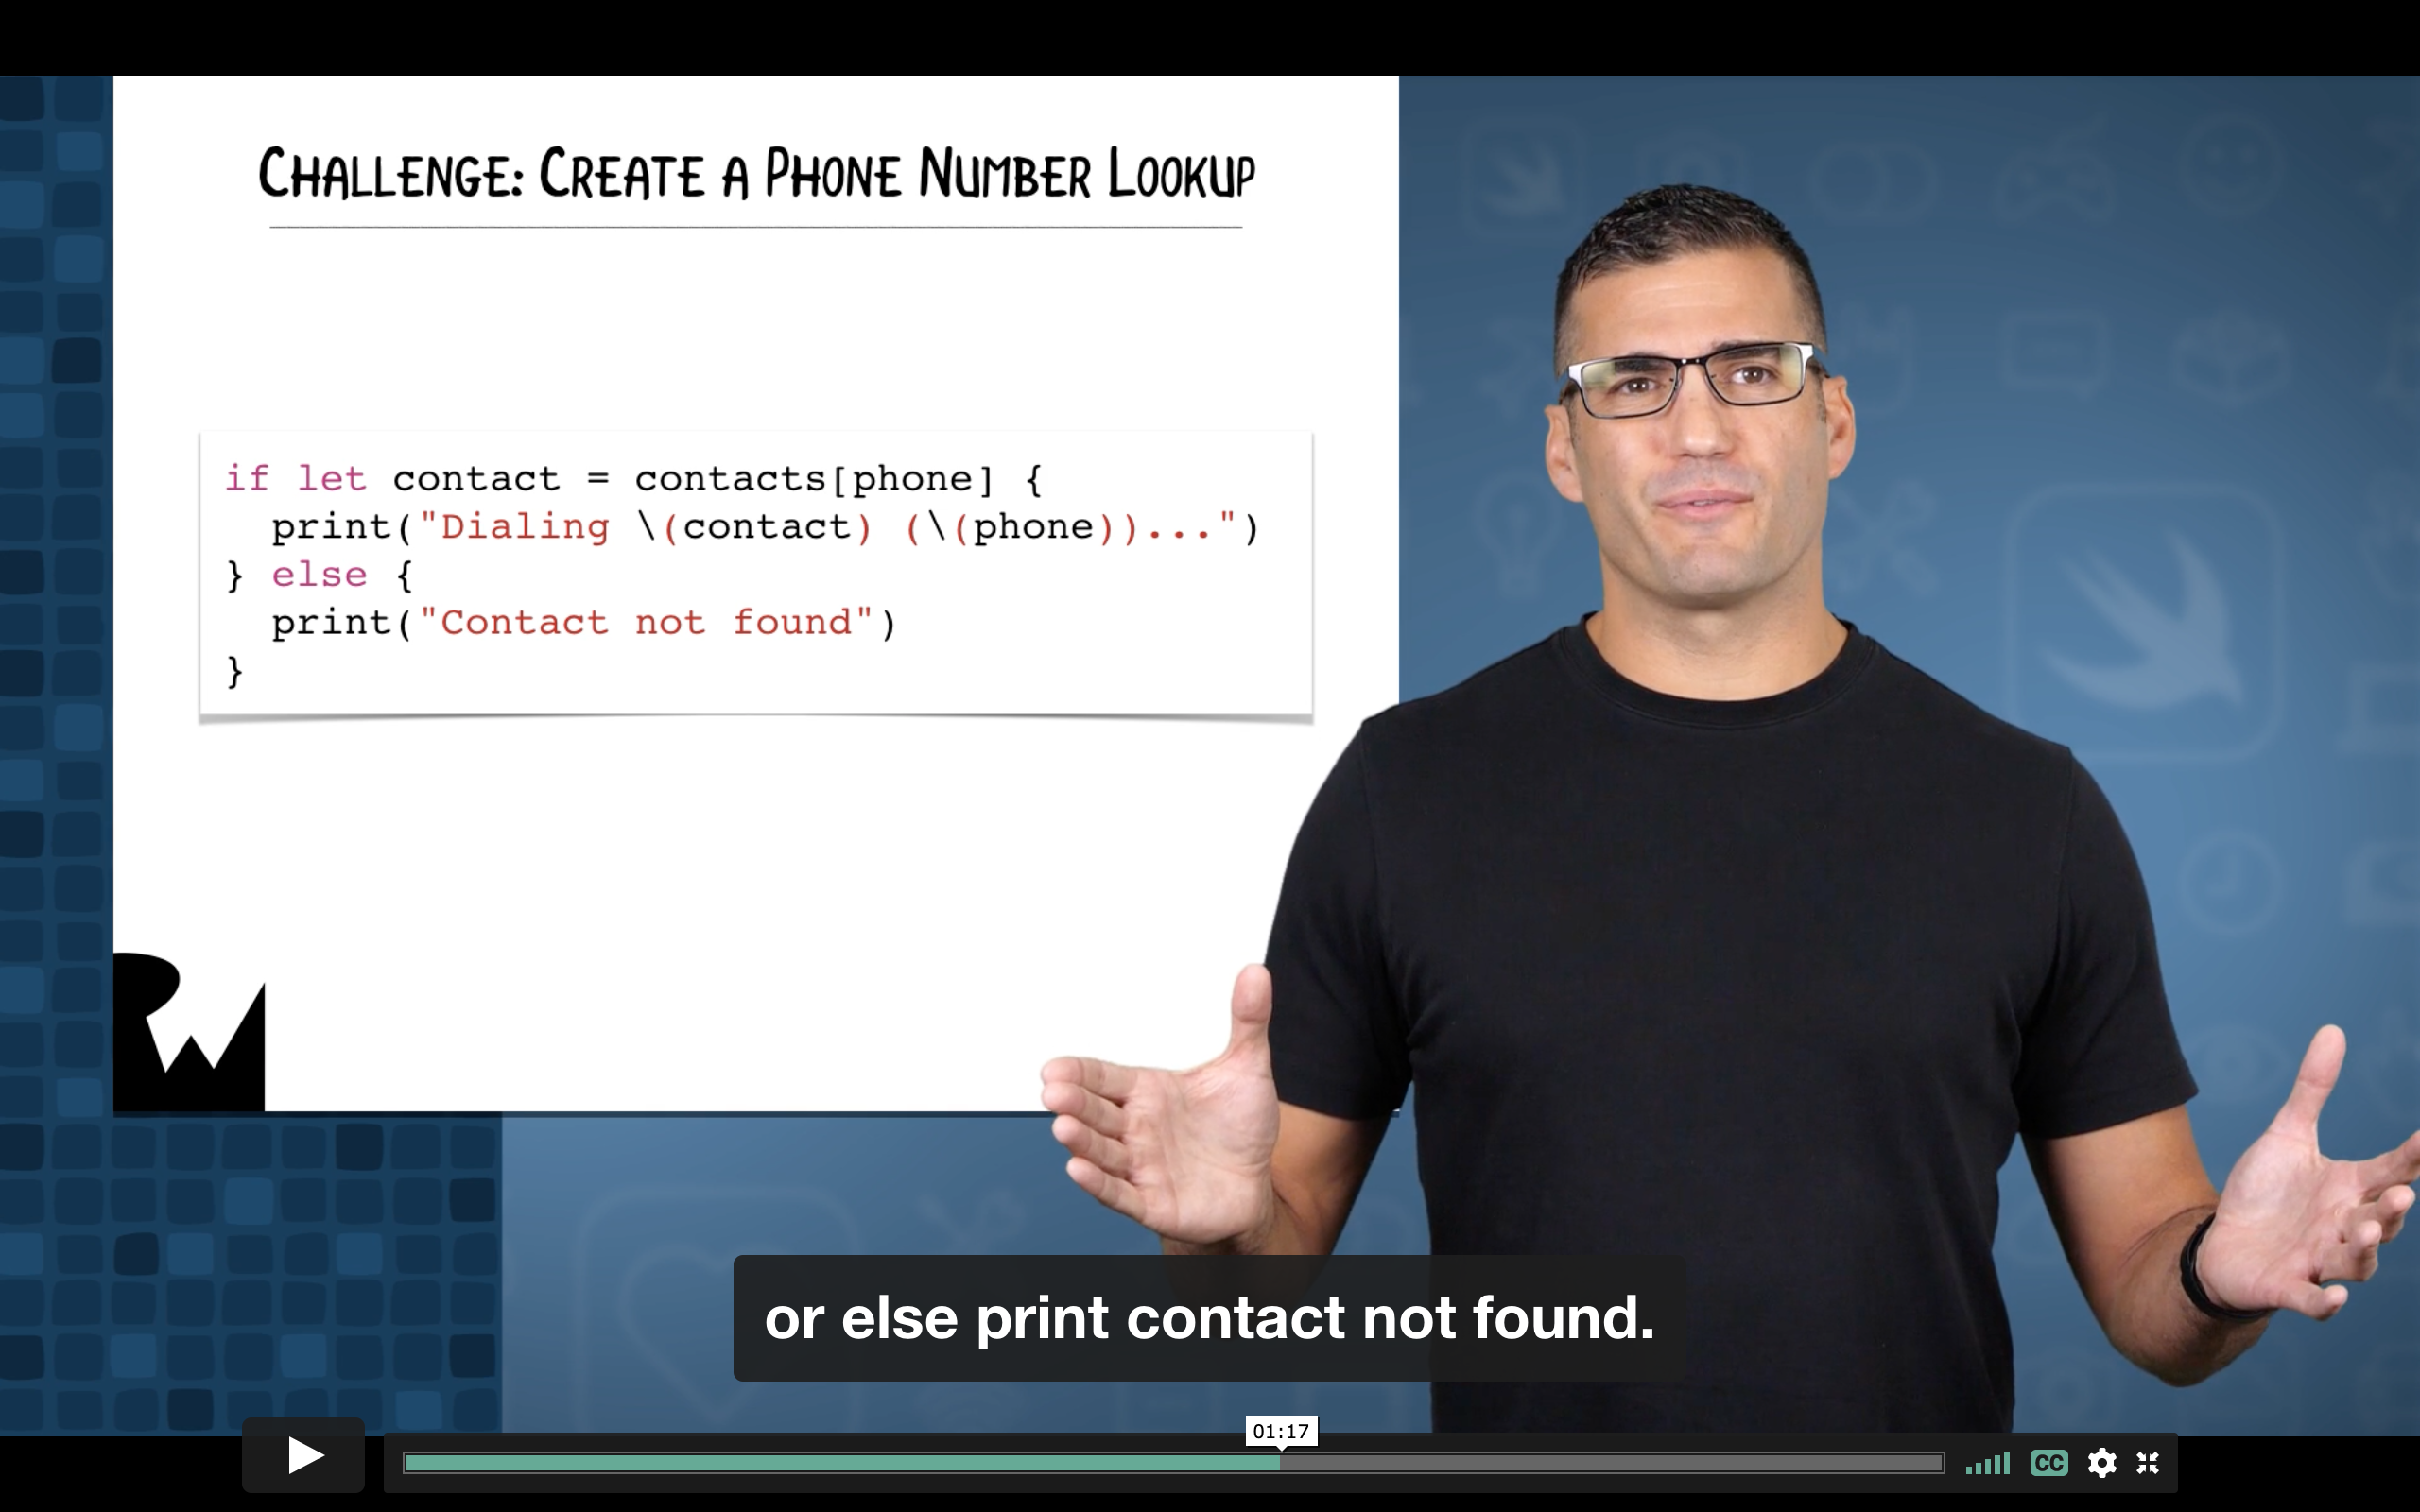 CHALLENGE: CREATE A PHONE NUMBER LOOKUP
if let contact = contacts[phone] {
  print("Dialing \(contact) (\(phone))...")
} else {
  print("Contact not found")
}
RW
or else print contact not found.
01:17
CC